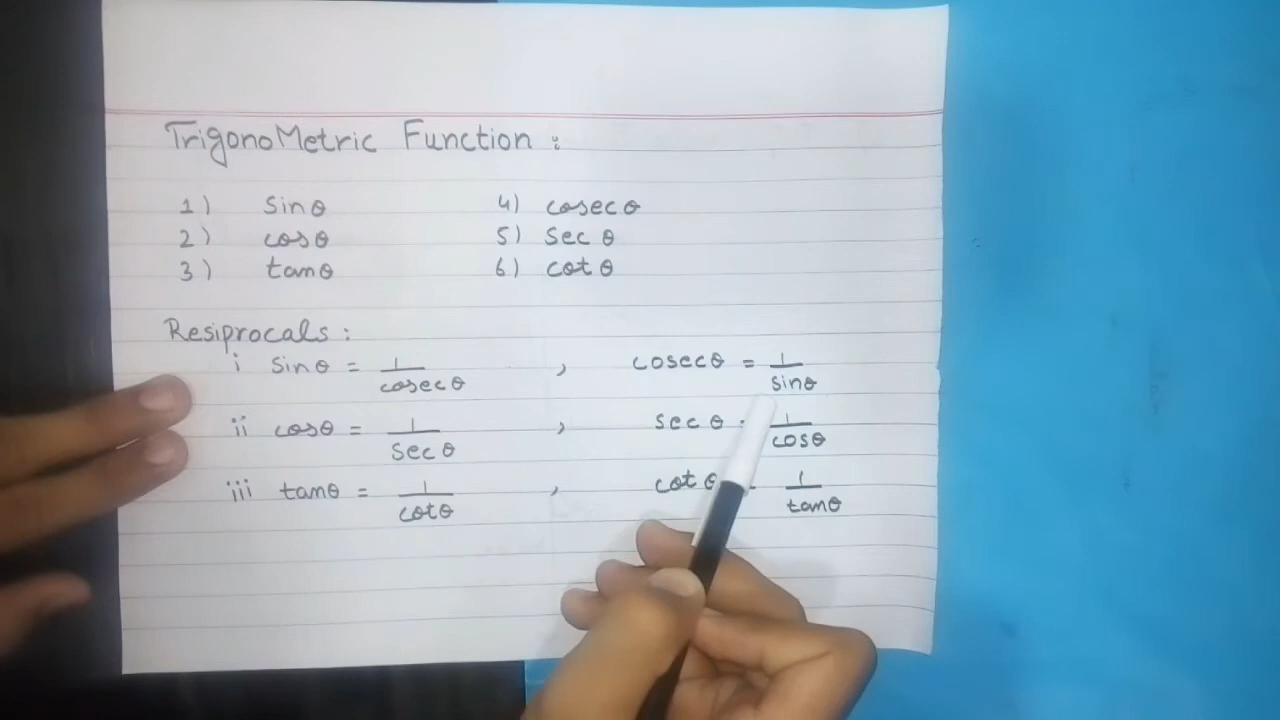 TrigonoMetric Function :
1) sinθ 4) cosecθ
2) cosθ 5) sec θ
3) tanθ 6) cot θ
Resiprocals :
i sinθ = 1/cosecθ , cosecθ = 1/sinθ
ii cosθ = 1/secθ , secθ = 1/cosθ
iii tanθ = 1/cotθ , cotθ = 1/tanθ